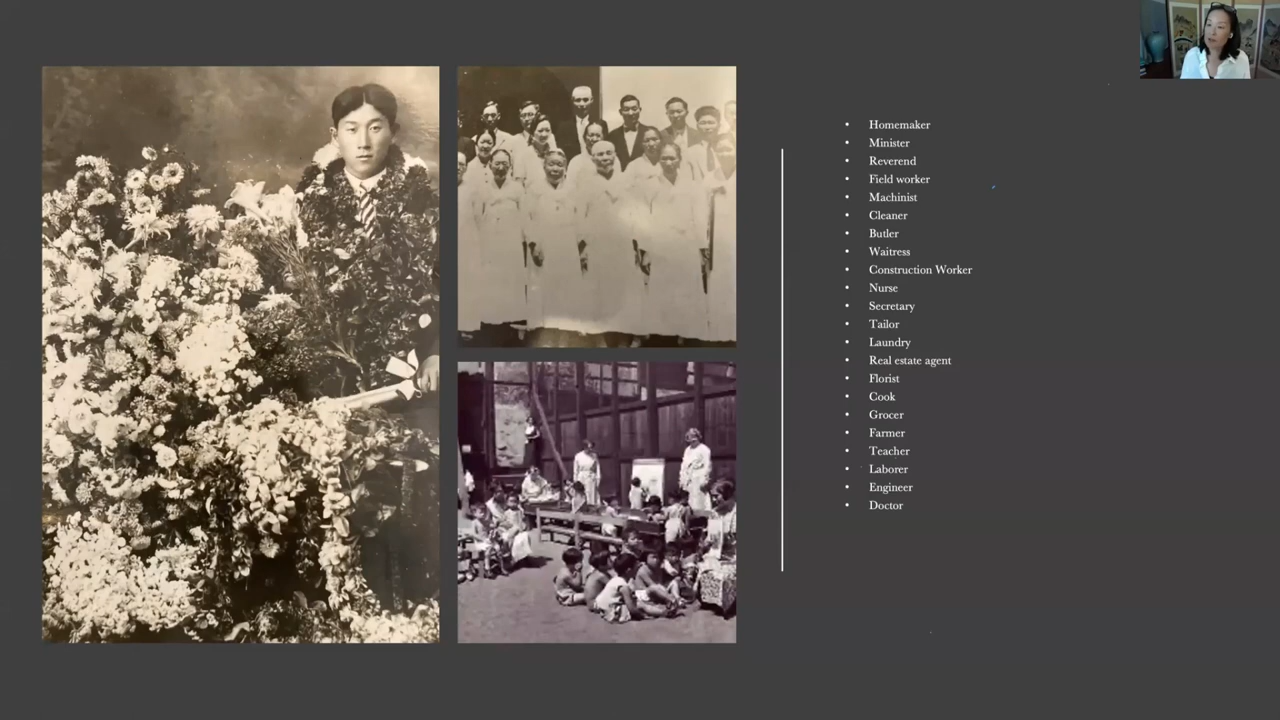 • Homemaker
• Minister
• Reverend
• Field worker
• Machinist
• Cleaner
• Butler
• Waitress
• Construction Worker
• Nurse
• Secretary
• Tailor
• Laundry
• Real estate agent
• Florist
• Cook
• Grocer
• Farmer
• Teacher
• Laborer
• Engineer
• Doctor